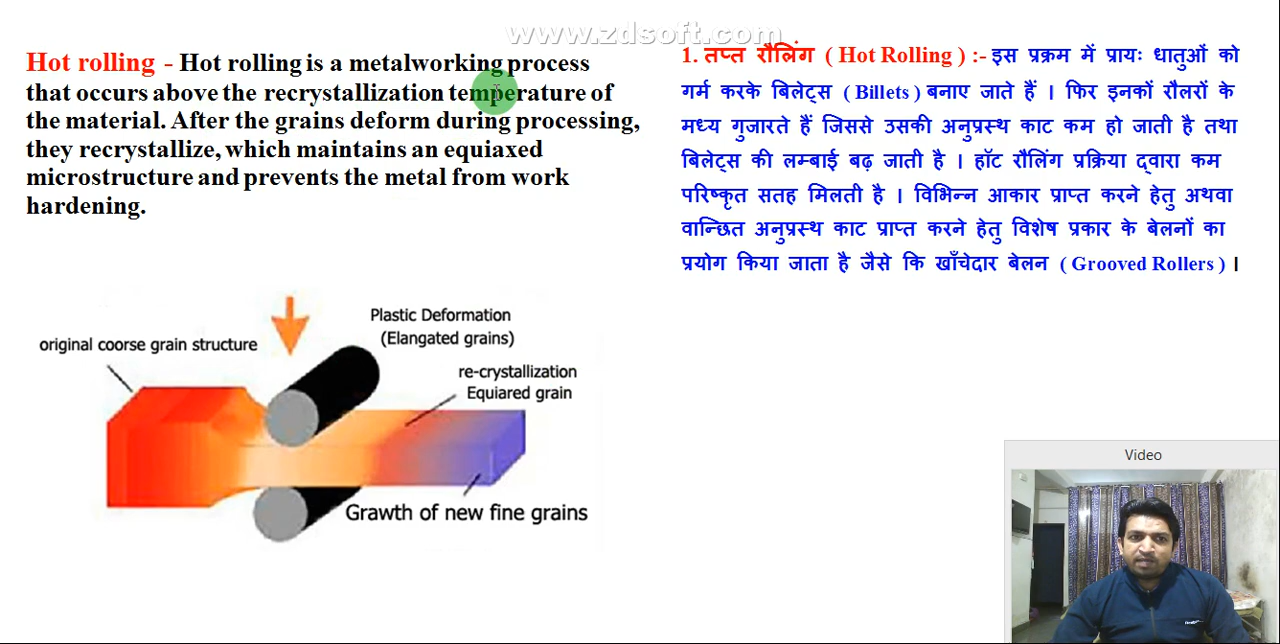 www.zdsoft.com
Hot rolling - Hot rolling is a metalworking process
that occurs above the recrystallization temperature of
the material. After the grains deform during processing,
they recrystallize, which maintains an equiaxed
microstructure and prevents the metal from work
hardening.
1. तप्त रौलिंग ( Hot Rolling ) :- इस प्रक्रम में प्रायः धातुओं को
गर्म करके बिलेट्स ( Billets ) बनाए जाते हैं । फिर इनकों रौलरों के
मध्य गुजारते हैं जिससे उसकी अनुप्रस्थ काट कम हो जाती है तथा
बिलेट्स की लम्बाई बढ़ जाती है । हॉट रौलिंग प्रक्रिया द्वारा कम
परिष्कृत सतह मिलती है । विभिन्न आकार प्राप्त करने हेतु अथवा
वान्छित अनुप्रस्थ काट प्राप्त करने हेतु विशेष प्रकार के बेलनों का
प्रयोग किया जाता है जैसे कि खाँचेदार बेलन ( Grooved Rollers ) ।
Plastic Deformation
(Elangated grains)
original coorse grain structure
re-crystallization
Equiared grain
Grawth of new fine grains
Video